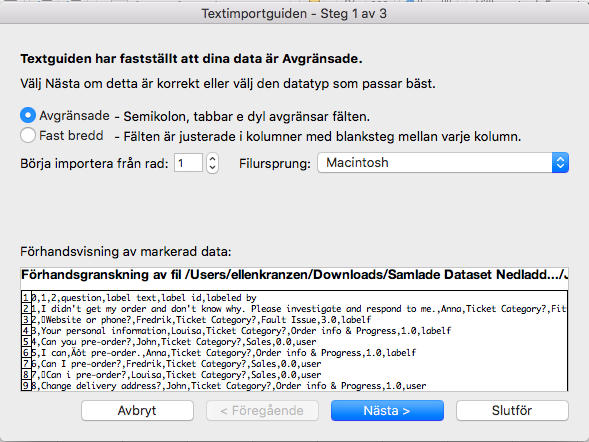 Textimportguiden - Steg 1 av 3
Textguiden har fastställt att dina data är Avgränsade.
Välj Nästa om detta är korrekt eller välj den datatyp som passar bäst.
Avgränsade - Semikolon, tabbar e dyl avgränsar fälten.
Fast bredd - Fälten är justerade i kolumner med blanksteg mellan varje kolumn.
Börja importera från rad: 1 Filursprung: Macintosh
Förhandsvisning av markerad data:
Förhandsgranskning av fil /Users/ellenkranzen/Downloads/Samlade Dataset Nedladd.../
1 0,1,2,question,label text,label id,labeled by
2 1,I didn't get my order and don't know why. Please investigate and respond to me.,Anna,Ticket Category?,Fit
3 2,Website or phone?,Fredrik,Ticket Category?,Fault Issue,3.0,labelf
4 3,Your personal information,Louisa,Ticket Category?,Order info & Progress,1.0,labelf
5 4,Can you pre-order?,John,Ticket Category?,Sales,0.0,user
6 5,I can‚Äôt pre-order.,Anna,Ticket Category?,Order info & Progress,1.0,labelf
7 6,Can I pre-order?,Fredrik,Ticket Category?,Sales,0.0,user
8 7,Can i pre-order?,Louisa,Ticket Category?,Sales,0.0,user
9 8,Change delivery address?,John,Ticket Category?,Order info & Progress,1.0,user
Avbryt < Föregående Nästa > Slutför